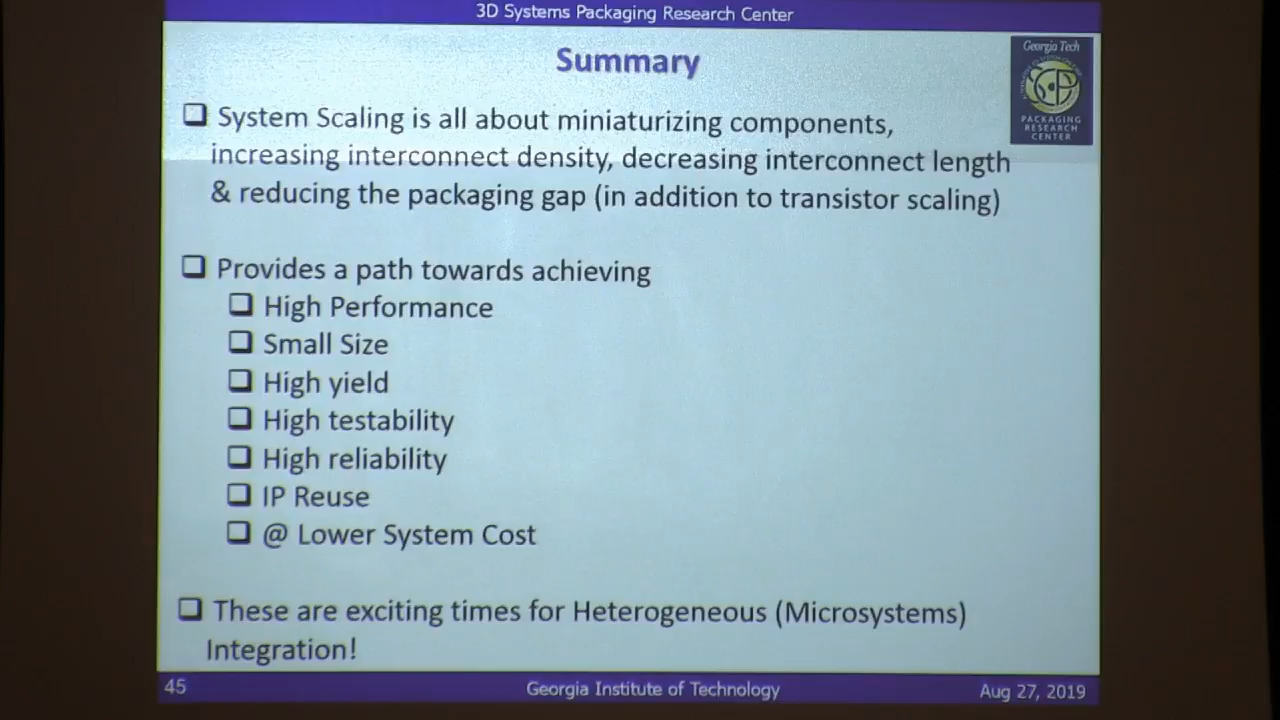 3D Systems Packaging Research Center
Summary
Georgia Tech
PACKAGING
RESEARCH
CENTER
❑ System Scaling is all about miniaturizing components,
increasing interconnect density, decreasing interconnect length
& reducing the packaging gap (in addition to transistor scaling)
❑ Provides a path towards achieving
❑ High Performance
❑ Small Size
❑ High yield
❑ High testability
❑ High reliability
❑ IP Reuse
❑ @ Lower System Cost
❑ These are exciting times for Heterogeneous (Microsystems)
Integration!
45
Georgia Institute of Technology
Aug 27, 2019